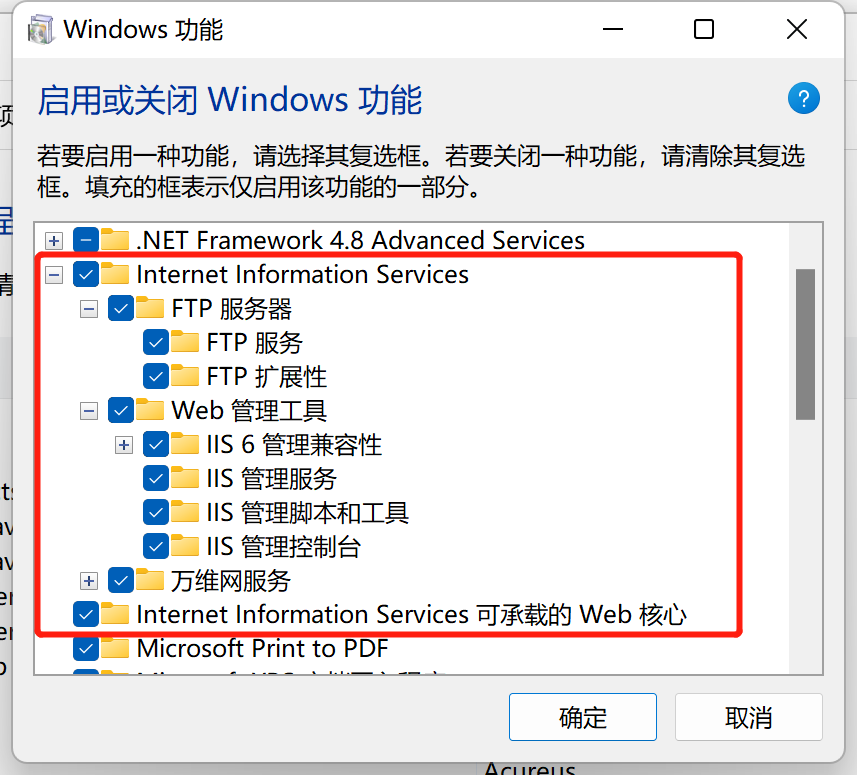 Windows 功能
启用或关闭 Windows 功能
若要启用一种功能，请选择其复选框。若要关闭一种功能，请清除其复选
框。填充的框表示仅启用该功能的一部分。
.NET Framework 4.8 Advanced Services
Internet Information Services
FTP 服务器
FTP 服务
FTP 扩展性
Web 管理工具
IIS 6 管理兼容性
IIS 管理服务
IIS 管理脚本和工具
IIS 管理控制台
万维网服务
Internet Information Services 可承载的 Web 核心
Microsoft Print to PDF
确定
取消
Acureus